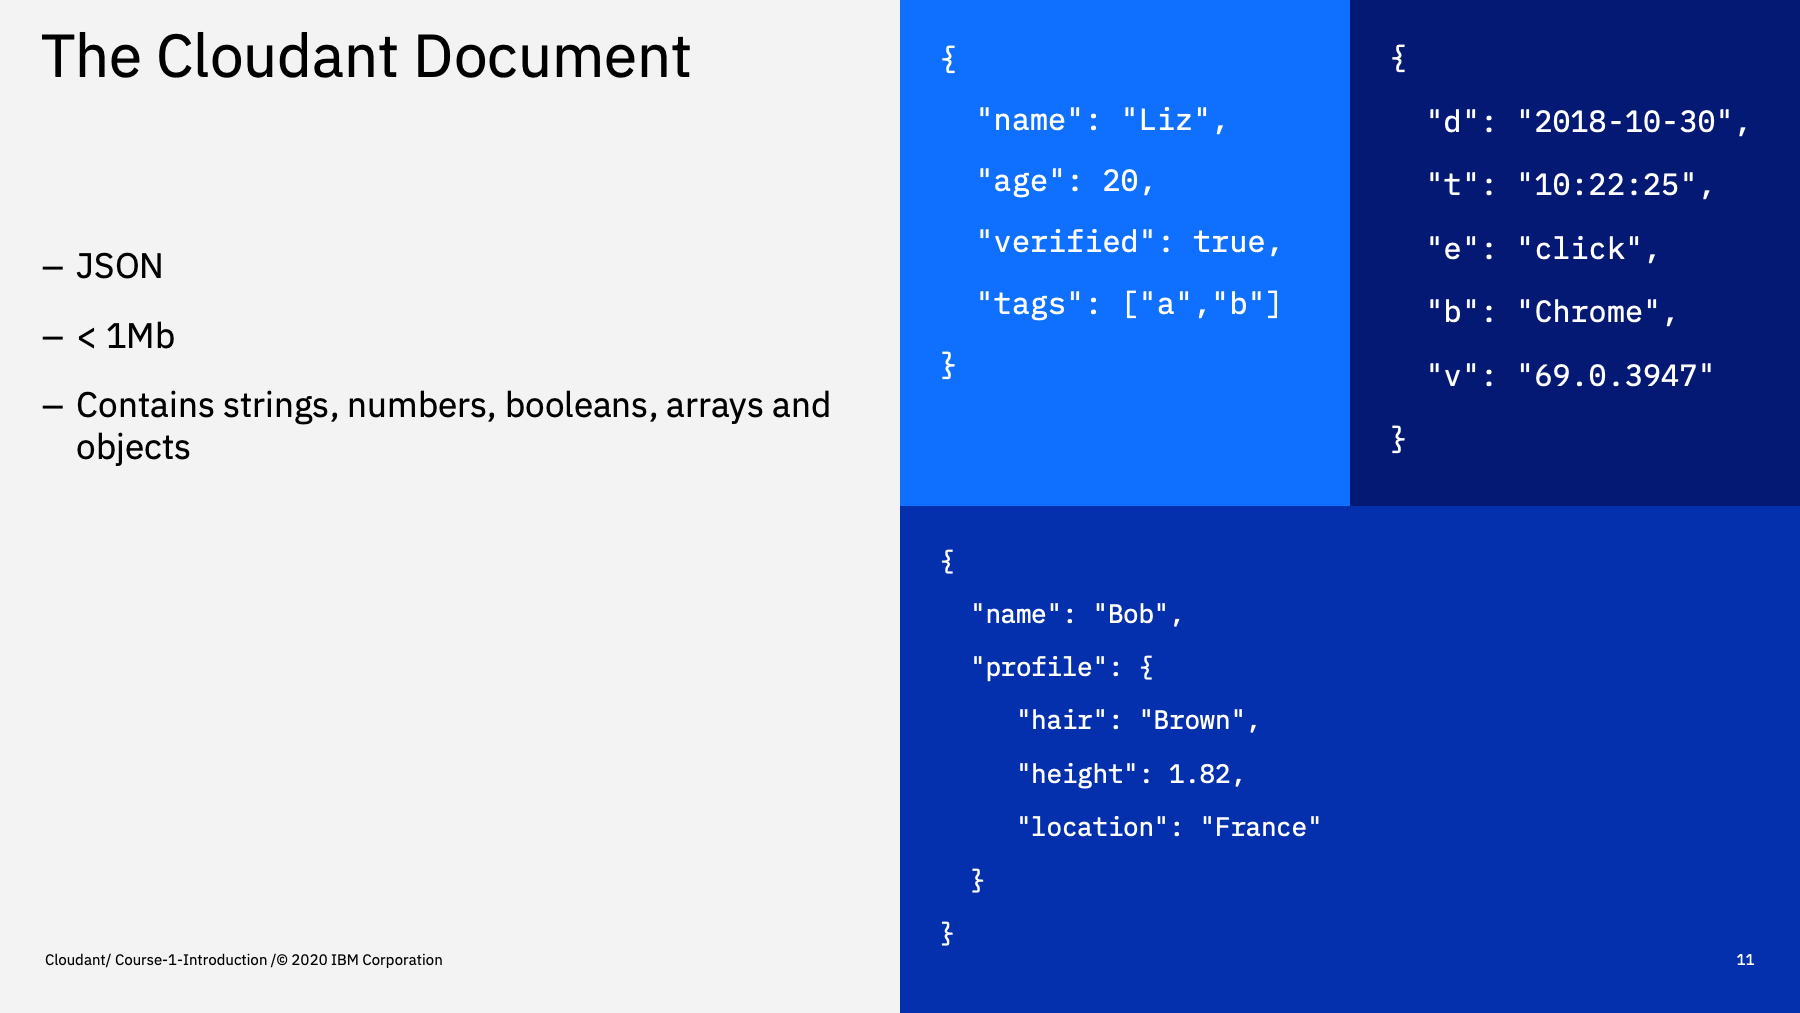 The Cloudant Document
– JSON
– < 1Mb
– Contains strings, numbers, booleans, arrays and
objects
{
"name": "Liz",
"age": 20,
"verified": true,
"tags": ["a","b"]
}
{
"d": "2018-10-30",
"t": "10:22:25",
"e": "click",
"b": "Chrome",
"v": "69.0.3947"
}
{
"name": "Bob",
"profile": {
"hair": "Brown",
"height": 1.82,
"location": "France"
}
}
Cloudant/ Course-1-Introduction /© 2020 IBM Corporation
11